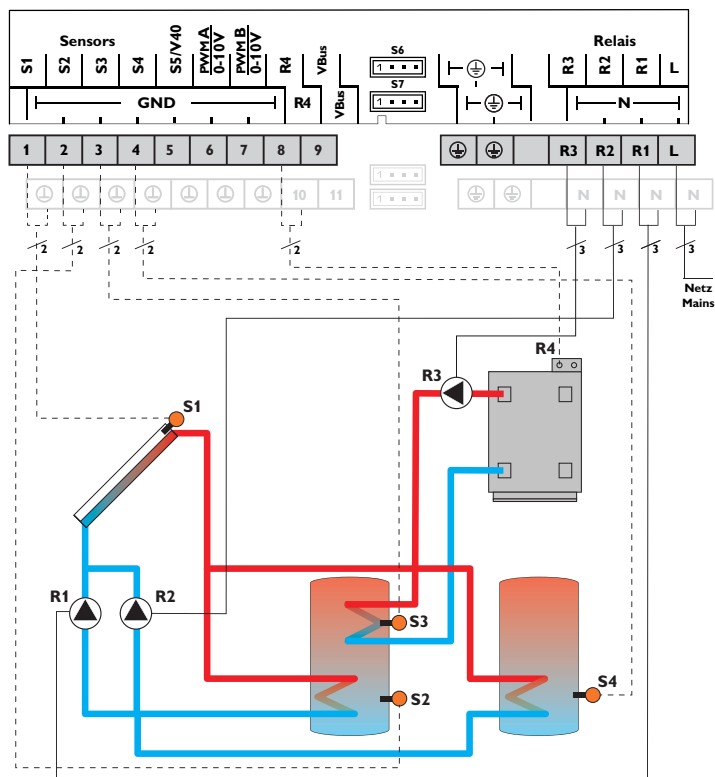 Sensors
Relais
S1
S2
S3
S4
S5/V40
PWM A
0-10V
PWM B
0-10V
R4
VBus
S6
R3
R2
R1
L
S7
GND
R4
VBus
N
1 2 3 4 5 6 7 8 9
R3 R2 R1 L
1
1
10 11
N N N N
2 2 2 2 2
3 3 3 3
Netz
Mains
R4
R3
S1
R1
R2
S3
S2
S4